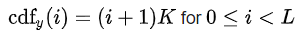 cdf_y(i) = (i + 1)K for 0 ≤ i < L